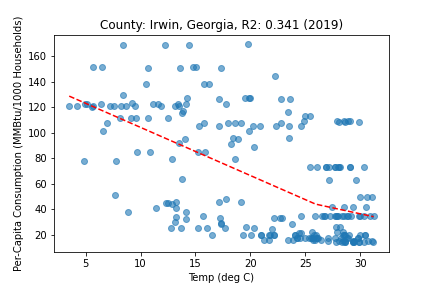 County: Irwin, Georgia, R2: 0.341 (2019)
Per-Capita Consumption (MMBtu/1000 Households)
160
140
120
100
80
60
40
20
5 10 15 20 25 30
Temp (deg C)